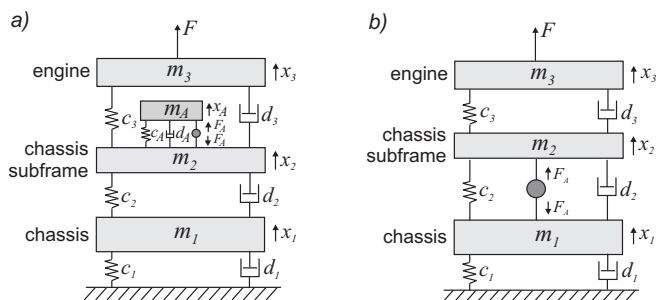 a)
F
engine
m3
x3
mA
xA
c3
cA
dA
FA
FA
d3
chassis
subframe
m2
x2
c2
d2
chassis
m1
x1
c1
d1
b)
F
engine
m3
x3
c3
d3
chassis
subframe
m2
x2
c2
FA
FA
d2
chassis
m1
x1
c1
d1